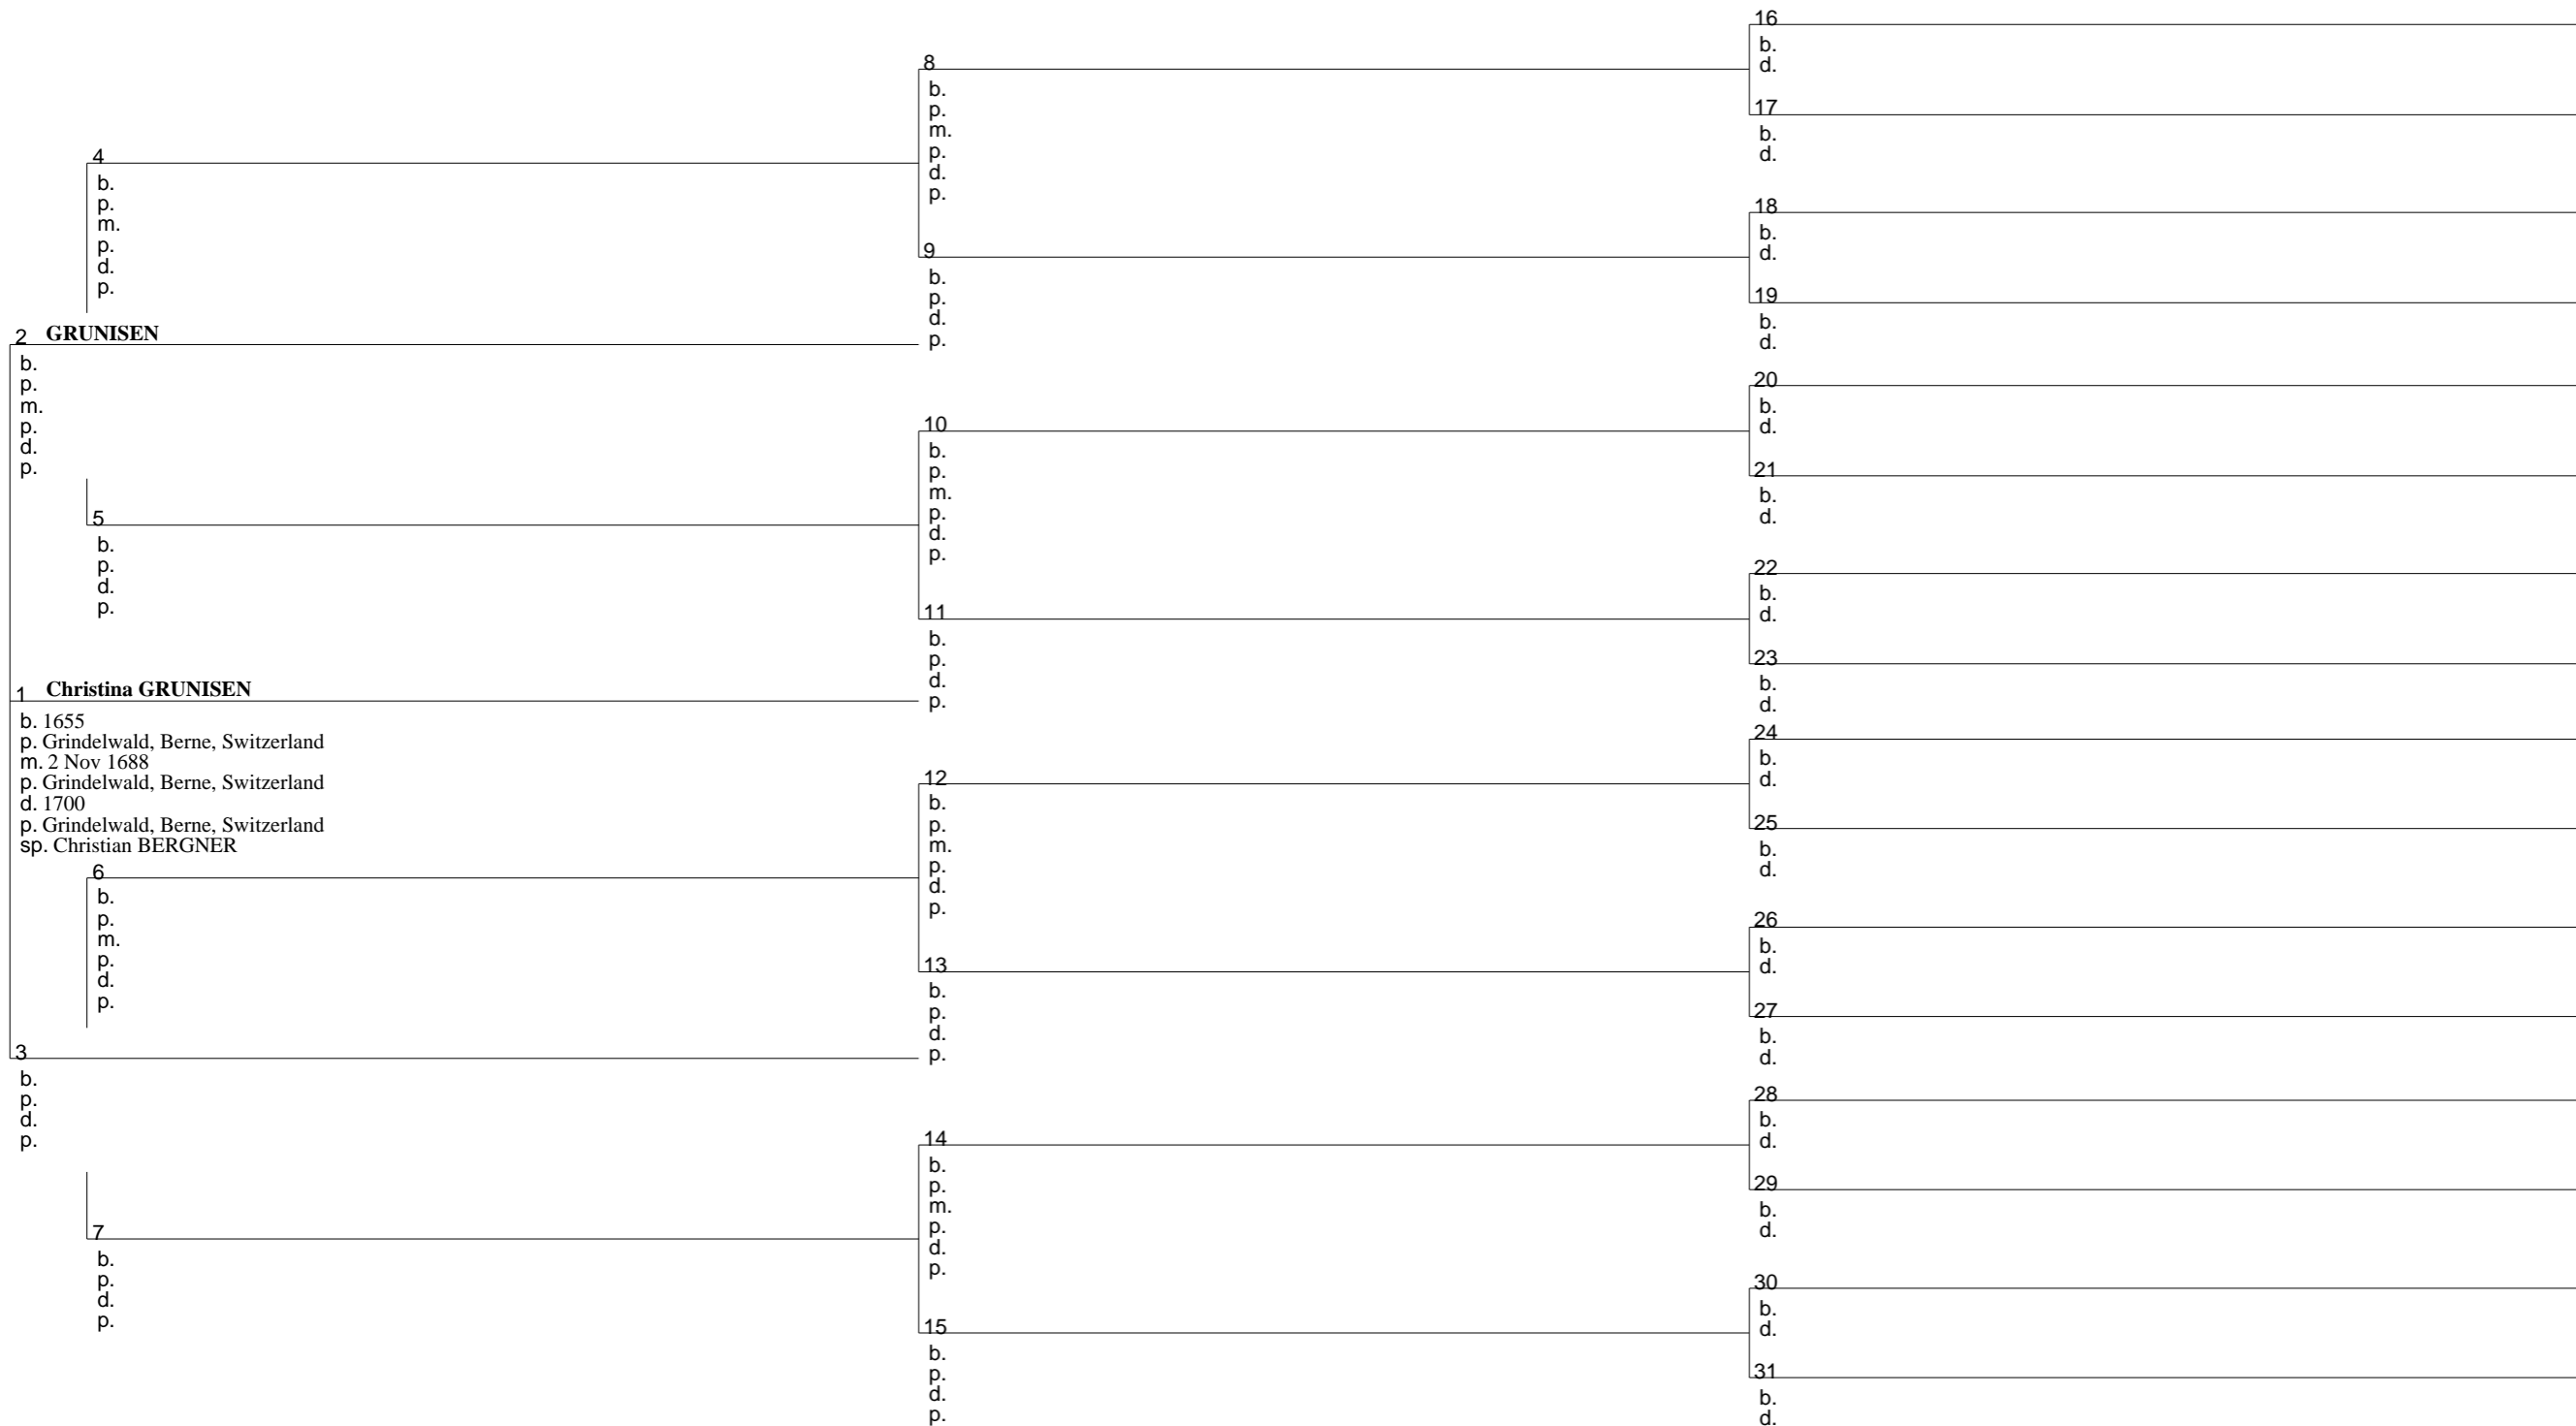 16
b.
d.
8
b.
p.
m.
p.
d.
p.
17
b.
d.
4
b.
p.
m.
p.
d.
p.
18
b.
d.
9
b.
p.
d.
p.
19
b.
d.
2 GRUNISEN
b.
p.
m.
p.
d.
p.
20
b.
d.
10
b.
p.
m.
p.
d.
p.
21
b.
d.
5
b.
p.
d.
p.
22
b.
d.
11
b.
p.
d.
p.
23
b.
d.
1 Christina GRUNISEN
b. 1655
p. Grindelwald, Berne, Switzerland
m. 2 Nov 1688
p. Grindelwald, Berne, Switzerland
d. 1700
p. Grindelwald, Berne, Switzerland
sp. Christian BERGNER
24
b.
d.
12
b.
p.
m.
p.
d.
p.
25
b.
d.
6
b.
p.
m.
p.
d.
p.
26
b.
d.
13
b.
p.
d.
p.
27
b.
d.
3
b.
p.
d.
p.
28
b.
d.
14
b.
p.
m.
p.
d.
p.
29
b.
d.
7
b.
p.
d.
p.
30
b.
d.
15
b.
p.
d.
p.
31
b.
d.